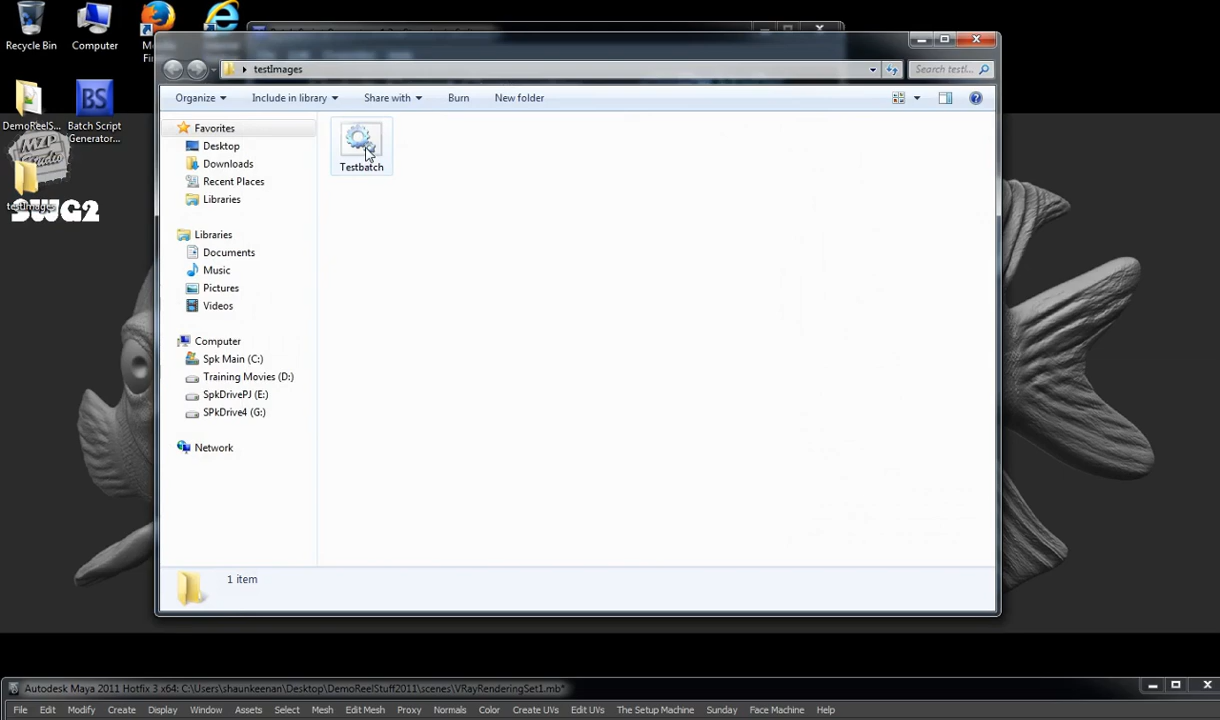 Recycle Bin
Computer
DemoReelS...
Batch Script
Generator...
MZP
Studio
SWG2
testImages
Search testI...
Organize
Include in library
Share with
Burn
New folder
Favorites
Desktop
Downloads
Recent Places
Libraries
Libraries
Documents
Music
Pictures
Videos
Computer
Spk Main (C:)
Training Movies (D:)
SpkDrivePJ (E:)
SPkDrive4 (G:)
Network
Testbatch
1 item
Autodesk Maya 2011 Hotfix 3 x64: C:\Users\shaunkeenan\Desktop\DemoReelStuff2011\scenes\VRayRenderingSet1.mb*
File Edit Modify Create Display Window Assets Select Mesh Edit Mesh Proxy Normals Color Create UVs Edit UVs The Setup Machine Sunday Face Machine Help